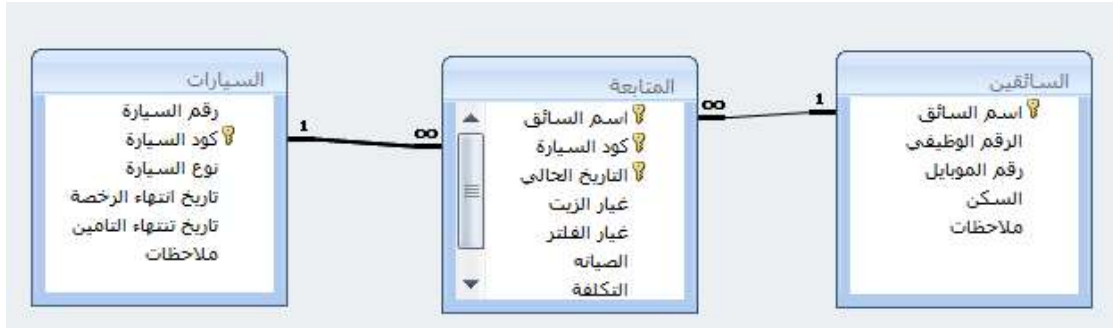 السائقين
اسم السائق
الرقم الوظيفي
رقم الموبايل
السكن
ملاحظات
1
∞
المتابعة
اسم السائق
كود السيارة
التاريخ الحالي
غيار الزيت
غيار الفلتر
الصيانه
التكلفة
∞
1
السيارات
رقم السيارة
كود السيارة
نوع السيارة
تاريخ انتهاء الرخصة
تاريخ تنتهاء التامين
ملاحظات